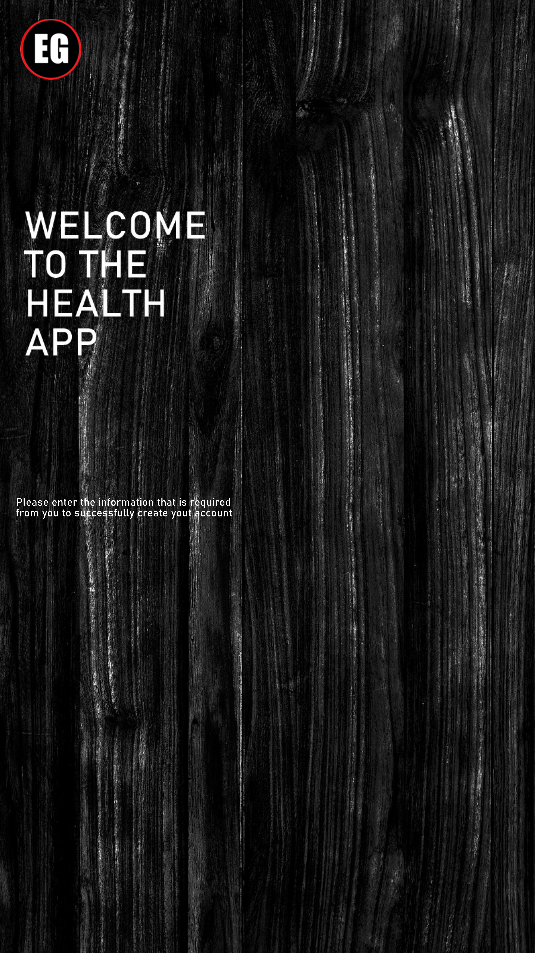 EG
WELCOME
TO THE
HEALTH
APP
Please enter the information that is required
from you to successfully create your account